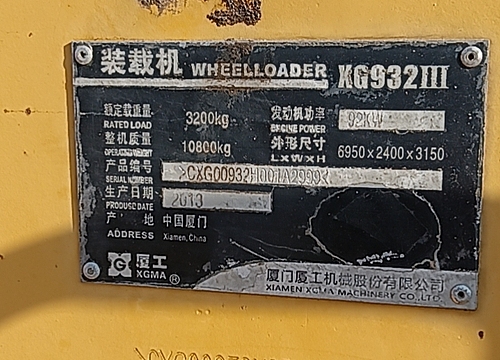 装载机 WHEELLOADER XG932III
额定载重量 RATED LOAD 3200kg
发动机功率 ENGINE POWER 92KW
整机质量 OPERATING WEIGHT 10800kg
外形尺寸 LXWXH 6950×2400×3150
产品编号 SERIAL NUMBER >CXG00932H001A2999<
生产日期 PRODUSE DATE 2013
产地 ADDRESS 中国厦门 Xiamen, China
厦工 XGMA ®
厦门厦工机械股份有限公司
XIAMEN XGMA MACHINERY CO.,LTD.